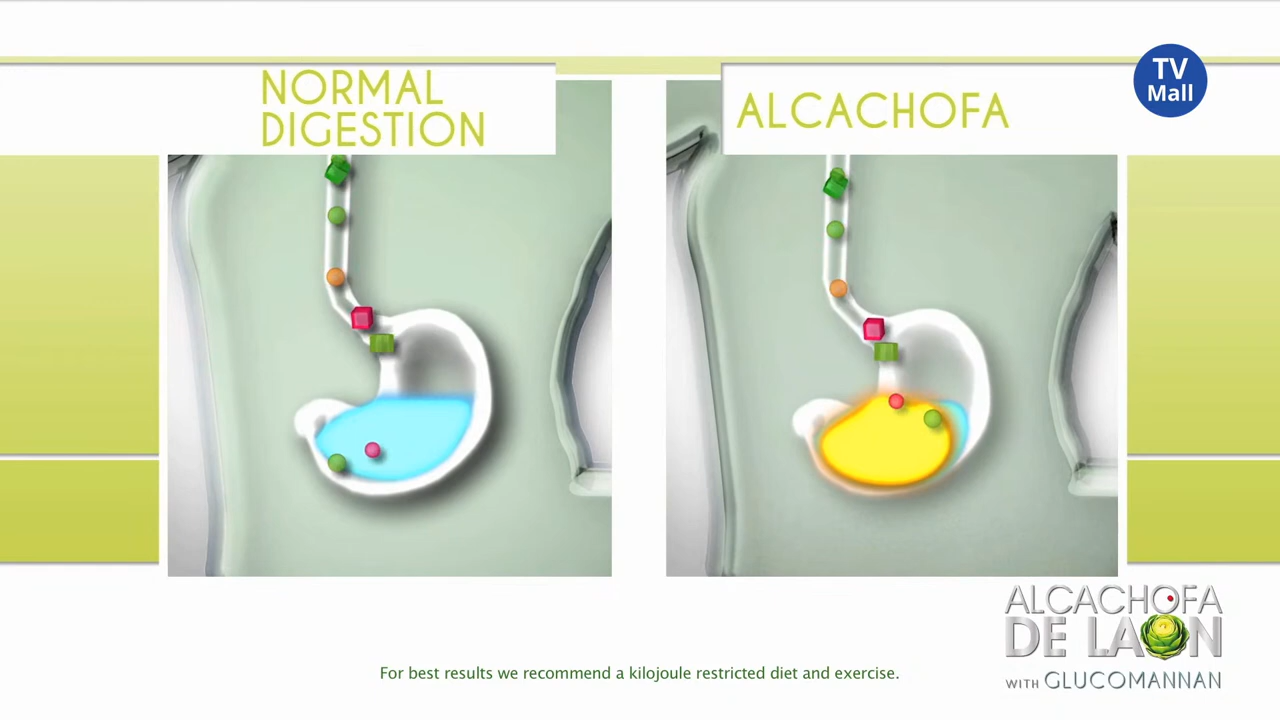 NORMAL
DIGESTION
ALCACHOFA
TV
Mall
ALCACHOFA
DE LAON
WITH GLUCOMANNAN
For best results we recommend a kilojoule restricted diet and exercise.